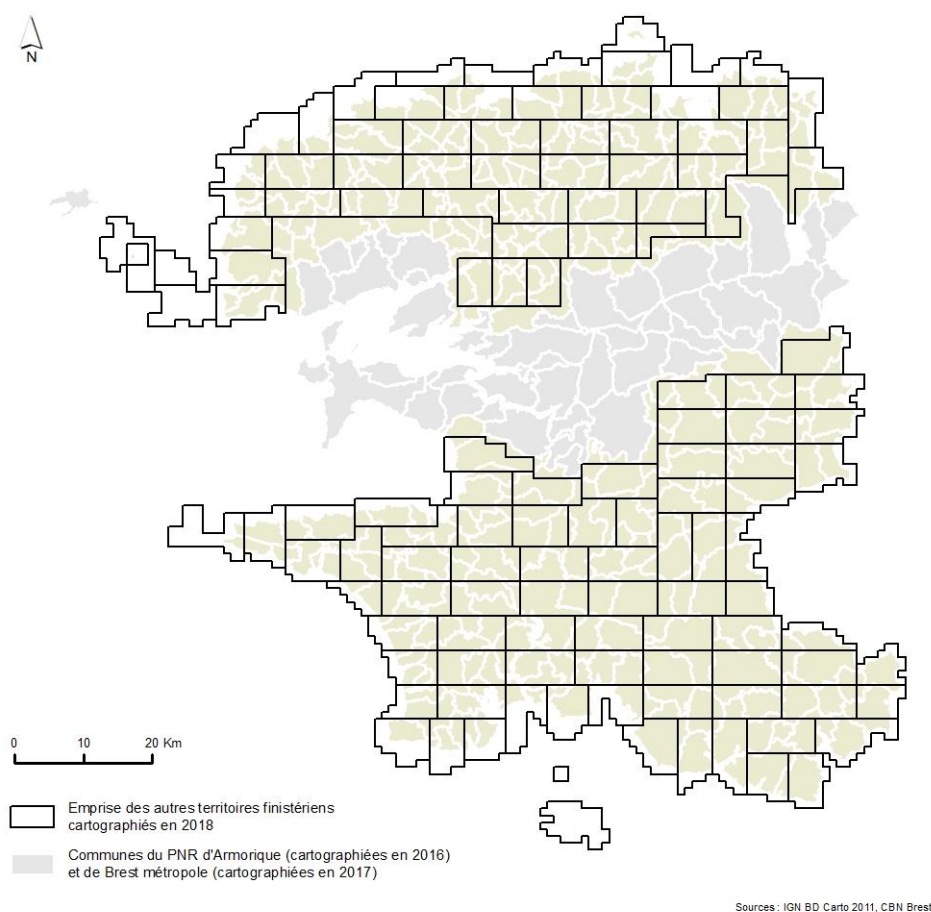 N
0 10 20 Km
Emprise des autres territoires finistériens
cartographiés en 2018
Communes du PNR d'Armorique (cartographiées en 2016)
et de Brest métropole (cartographiées en 2017)
Sources : IGN BD Carto 2011, CBN Brest